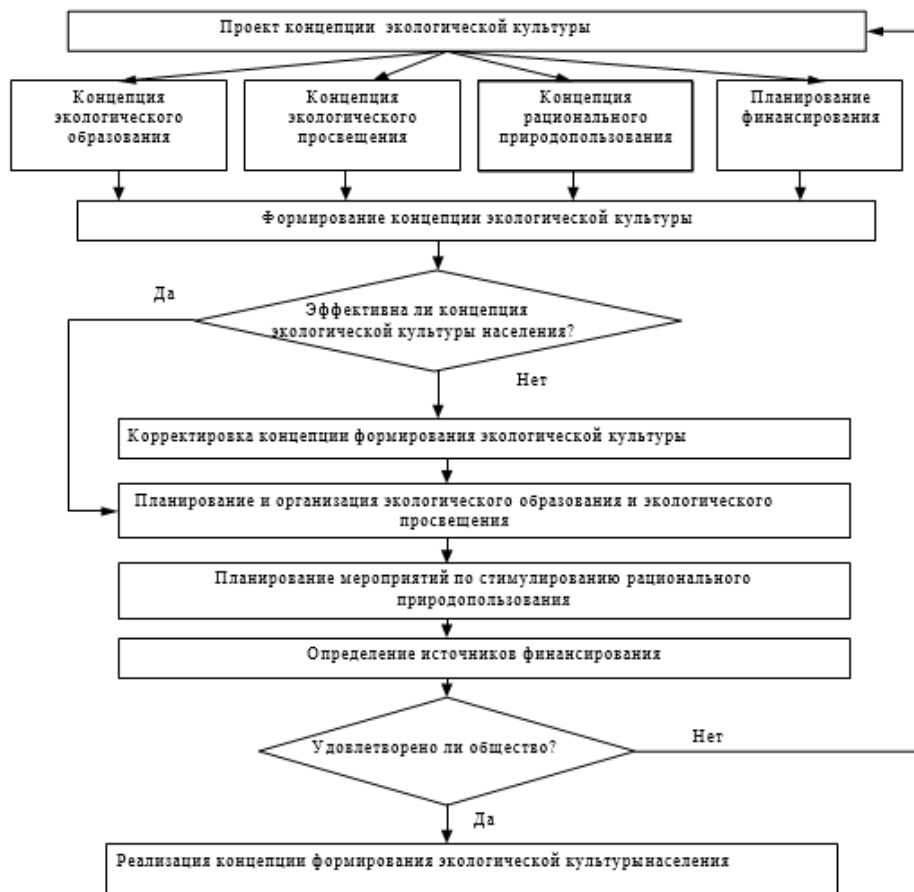 Проект концепции экологической культуры
Концепция
экологического
образования
Концепция
экологического
просвещения
Концепция
рационального
природопользования
Планирование
финансирования
Формирование концепции экологической культуры
Да
Эффективна ли концепция
экологической культуры населения?
Нет
Корректировка концепции формирования экологической культуры
Планирование и организация экологического образования и экологического
просвещения
Планирование мероприятий по стимулированию рационального
природопользования
Определение источников финансирования
Удовлетворено ли общество?
Нет
Да
Реализация концепции формирования экологической культурынаселения